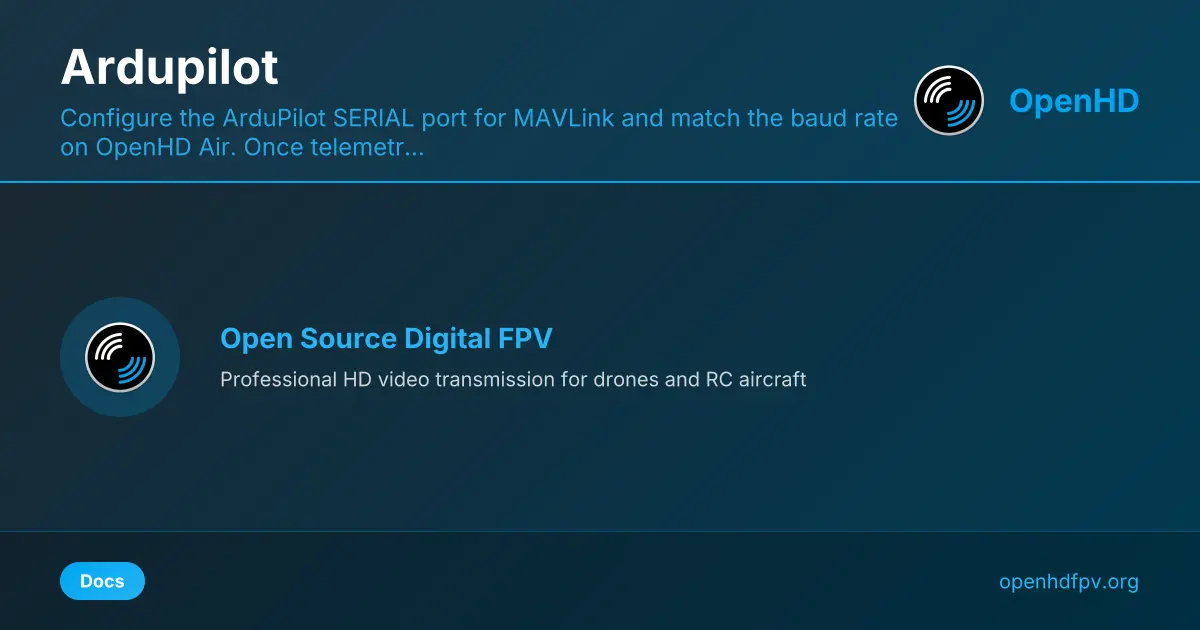 Ardupilot
Configure the ArduPilot SERIAL port for MAVLink and match the baud rate
on OpenHD Air. Once telemetr...
OpenHD
Open Source Digital FPV
Professional HD video transmission for drones and RC aircraft
Docs
openhdfpv.org